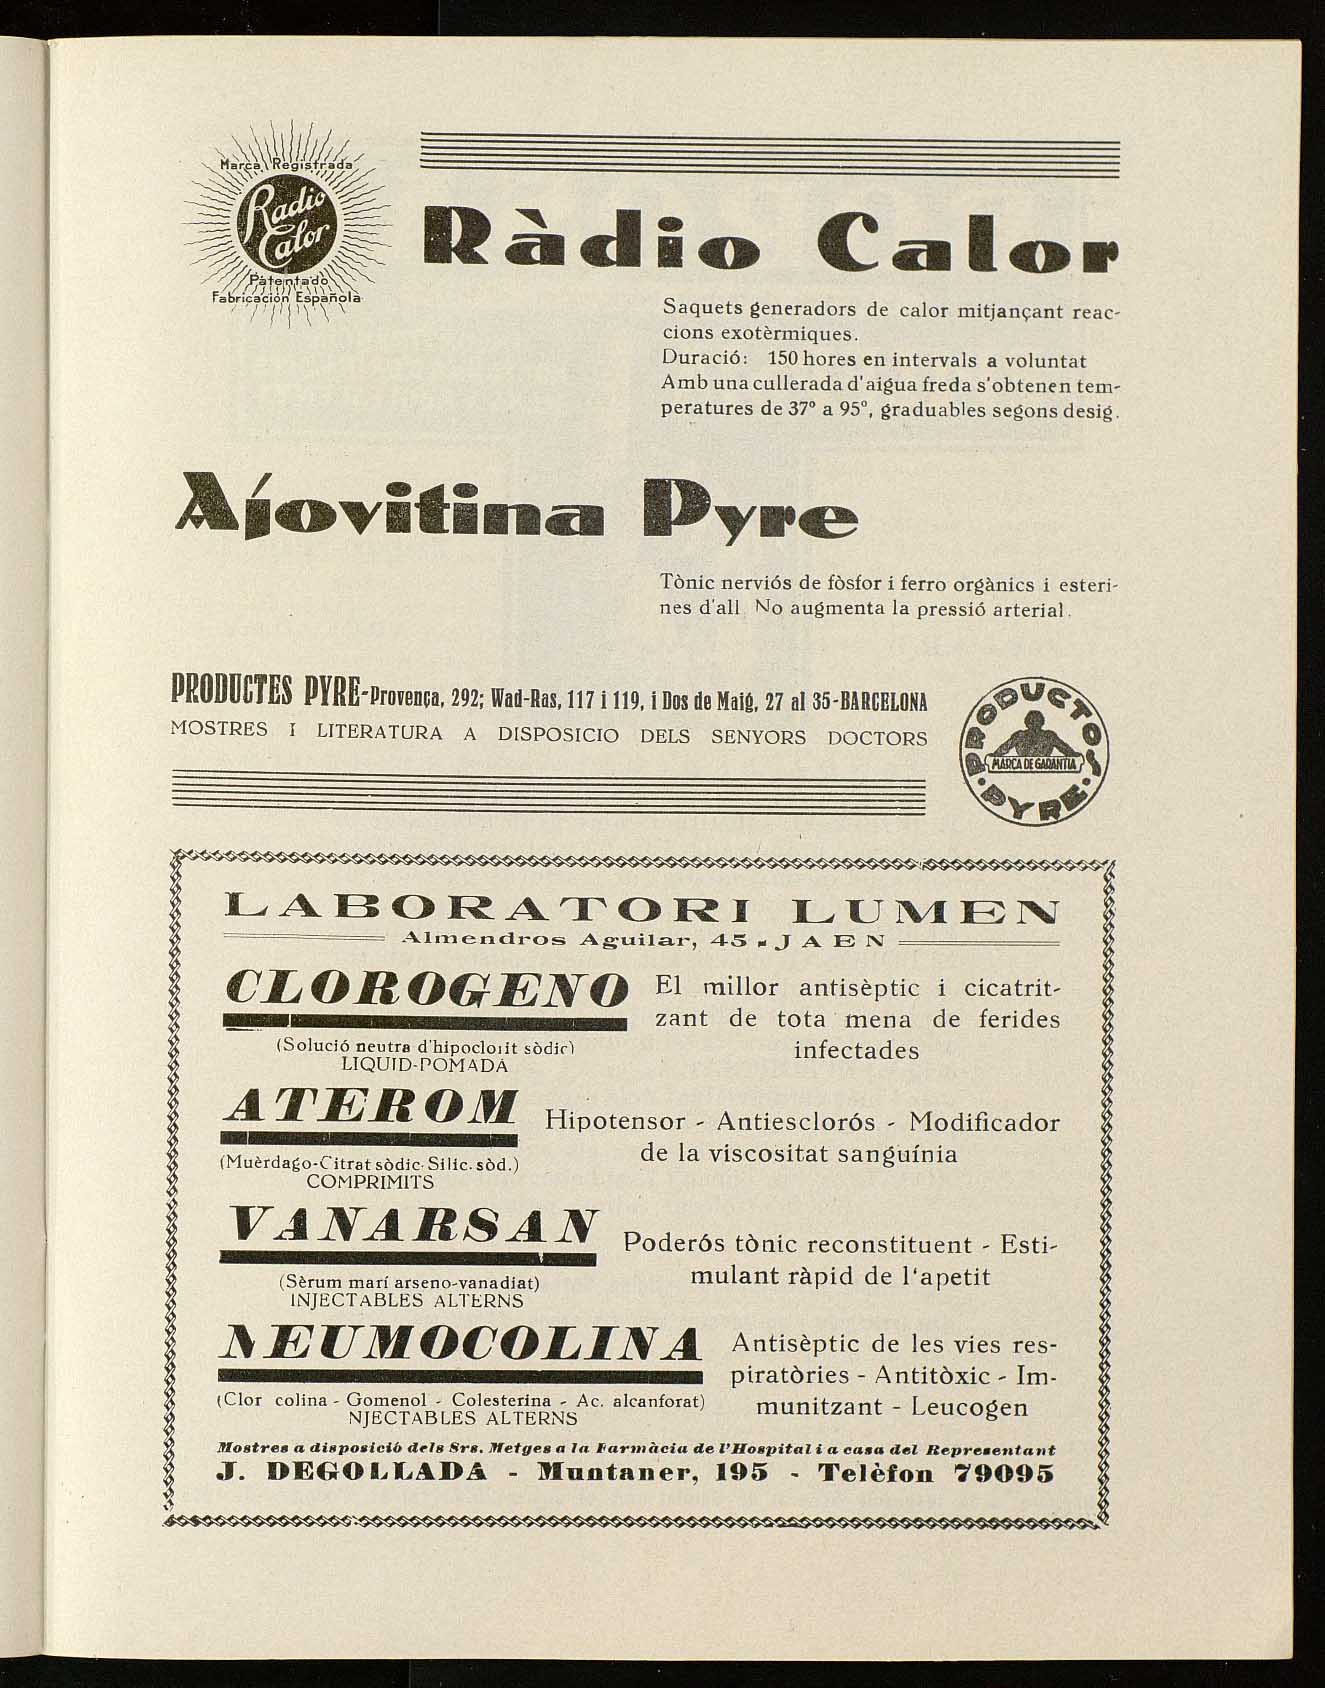 Marca Registrada
Radio
Calor
Patentado
Fabricación Española
Ràdio Calor
Saquets generadors de calor mitjançant reac-
cions exotèrmiques.
Duració: 150 hores en intervals a voluntat
Amb una cullerada d'aigua freda s'obtenen tem-
peratures de 37º a 95º, graduables segons desig.
Ajovitina Pyre
Tònic nerviós de fòsfor i ferro orgànics i esteri-
nes d'all. No augmenta la pressió arterial.
PRODUCTES PYRE-Provença, 292; Wad-Ras, 117 i 119, i Dos de Maig, 27 al 35-BARCELONA
MOSTRES I LITERATURA A DISPOSICIO DELS SENYORS DOCTORS
PRODUCTOS
MARCA DE GARANTIA
PYRE
LABORATORI LUMEN
Almendros Aguilar, 45 - JAEN
CLOROGENO
(Solució neutra d'hipoclorit sòdic)
LIQUID-POMADA
El millor antisèptic i cicatrit-
zant de tota mena de ferides
infectades
ATEROM
(Muèrdago-Citrat sòdic-Silic. sòd.)
COMPRIMITS
Hipotensor - Antiesclorós - Modificador
de la viscositat sanguínia
VANARSAN
(Sèrum marí arseno-vanadiat)
INJECTABLES ALTERNS
Poderós tònic reconstituent - Esti-
mulant ràpid de l'apetit
NEUMOCOLINA
(Clor colina - Gomenol - Colesterina - Ac. alcanforat)
NJECTABLES ALTERNS
Antisèptic de les vies res-
piratòries - Antitòxic - Im-
munitzant - Leucogen
Mostres a disposició dels Srs. Metges a la Farmàcia de l'Hospital i a casa del Representant
J. DEGOLLADA - Muntaner, 195 - Telèfon 79095